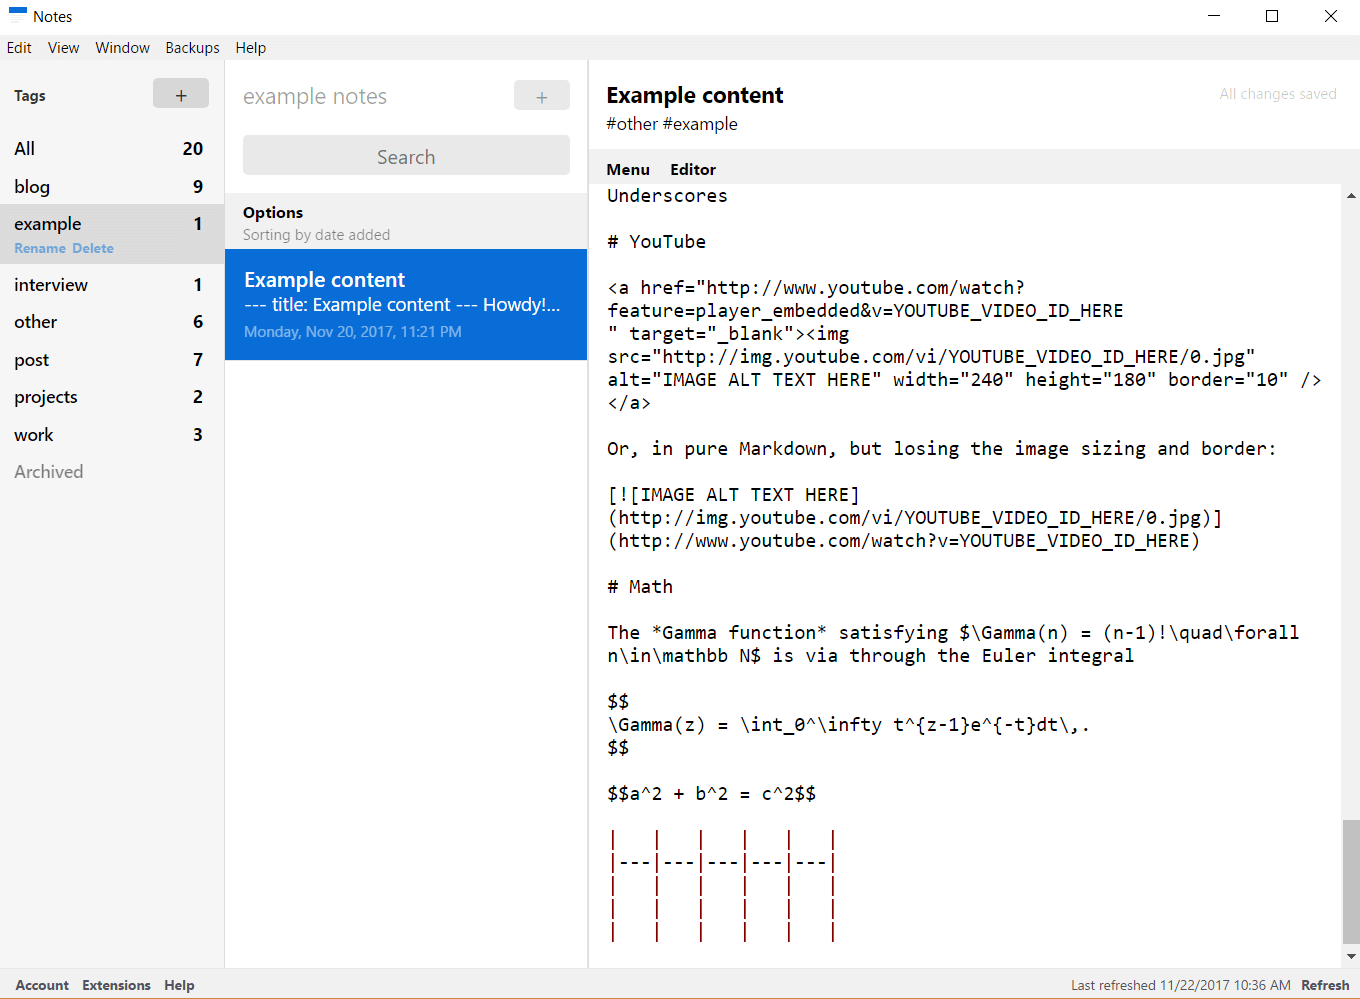 Notes
Edit View Window Backups Help
Tags +
All 20
blog 9
example 1
Rename Delete
interview 1
other 6
post 7
projects 2
work 3
Archived
example notes +
Search
Options
Sorting by date added
Example content
--- title: Example content --- Howdy!...
Monday, Nov 20, 2017, 11:21 PM
Example content
All changes saved
#other #example
Menu Editor
Underscores
# YouTube
<a href="http://www.youtube.com/watch?
feature=player_embedded&v=YOUTUBE_VIDEO_ID_HERE
" target="_blank"><img
src="http://img.youtube.com/vi/YOUTUBE_VIDEO_ID_HERE/0.jpg"
alt="IMAGE ALT TEXT HERE" width="240" height="180" border="10" />
</a>
Or, in pure Markdown, but losing the image sizing and border:
[![IMAGE ALT TEXT HERE]
(http://img.youtube.com/vi/YOUTUBE_VIDEO_ID_HERE/0.jpg)]
(http://www.youtube.com/watch?v=YOUTUBE_VIDEO_ID_HERE)
# Math
The *Gamma function* satisfying $\Gamma(n) = (n-1)!\quad\forall
n\in\mathbb N$ is via through the Euler integral
$$
\Gamma(z) = \int_0^\infty t^{z-1}e^{-t}dt\,.
$$
$$a^2 + b^2 = c^2$$
|   |   |   |   |   |
|---|---|---|---|---|
|   |   |   |   |   |
|   |   |   |   |   |
|   |   |   |   |   |
Account Extensions Help
Last refreshed 11/22/2017 10:36 AM Refresh